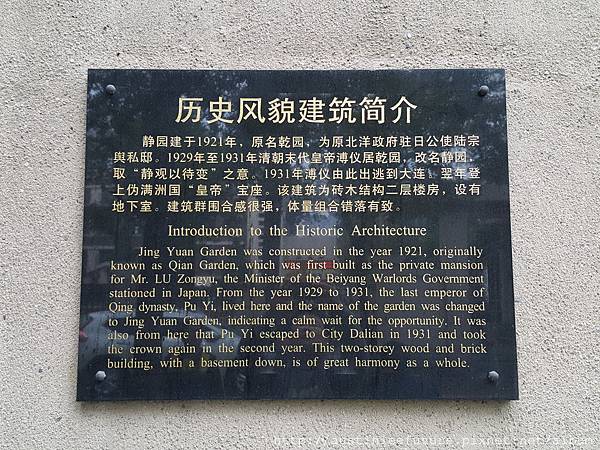 历史风貌建筑简介
静园建于1921年，原名乾园，为原北洋政府驻日公使陆宗
舆私邸。1929年至1931年清朝末代皇帝溥仪居乾园，改名静园，
取“静观以待变”之意。1931年溥仪由此出逃到大连，翌年登
上伪满洲国“皇帝”宝座。该建筑为砖木结构二层楼房，设有
地下室。建筑群围合感很强，体量组合错落有致。
Introduction to the Historic Architecture
Jing Yuan Garden was constructed in the year 1921, originally
known as Qian Garden, which was first built as the private mansion
for Mr. LU Zongyu, the Minister of the Beiyang Warlords Government
stationed in Japan. From the year 1929 to 1931, the last emperor of
Qing dynasty, Pu Yi, lived here and the name of the garden was changed
to Jing Yuan Garden, indicating a calm wait for the opportunity. It was
also from here that Pu Yi escaped to City Dalian in 1931 and took
the crown again in the second year. This two-storey wood and brick
building, with a basement down, is of great harmony as a whole.